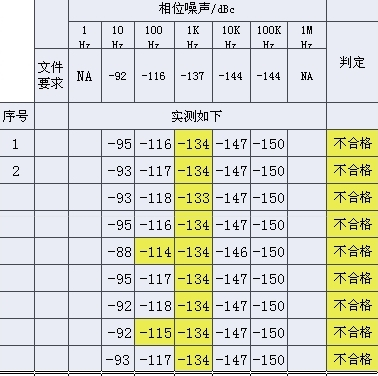 相位噪声/dBc
1 Hz 10 Hz 100 Hz 1K Hz 10K Hz 100K Hz 1M Hz 判定
文件要求 NA -92 -116 -137 -144 -144 NA
序号 实测如下
1 -95 -116 -134 -147 -150 不合格
2 -93 -117 -134 -147 -150 不合格
-93 -118 -133 -147 -150 不合格
-95 -116 -134 -147 -150 不合格
-88 -114 -134 -146 -150 不合格
-95 -117 -134 -147 -150 不合格
-92 -118 -134 -147 -150 不合格
-92 -115 -134 -147 -150 不合格
-93 -117 -134 -147 -150 不合格